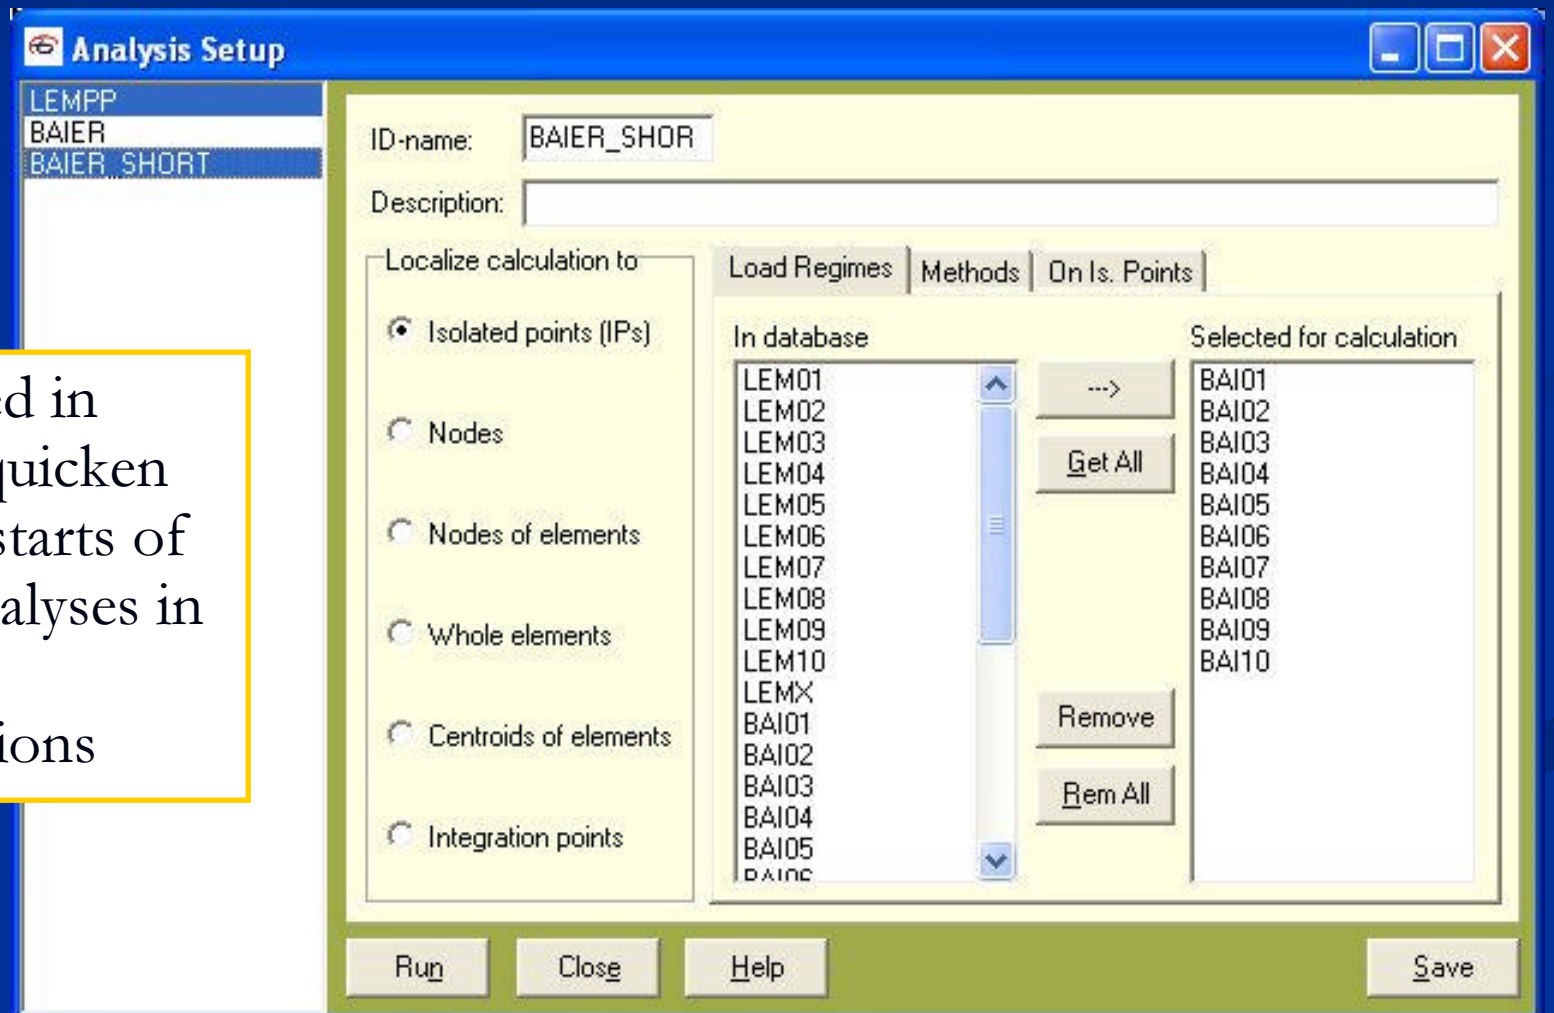 Analysis Setup
LEMPP
BAIER
BAIER_SHORT
ID-name: BAIER_SHOR
Description:
Localize calculation to
Isolated points (IPs)
Nodes
Nodes of elements
Whole elements
Centroids of elements
Integration points
Load Regimes Methods On Is. Points
In database
LEM01
LEM02
LEM03
LEM04
LEM05
LEM06
LEM07
LEM08
LEM09
LEM10
LEMX
BAI01
BAI02
BAI03
BAI04
BAI05
BAI06
--->
Get All
Remove
Rem All
Selected for calculation
BAI01
BAI02
BAI03
BAI04
BAI05
BAI06
BAI07
BAI08
BAI09
BAI10
ed in
quicken
starts of
alyses in
ions
Run Close Help Save